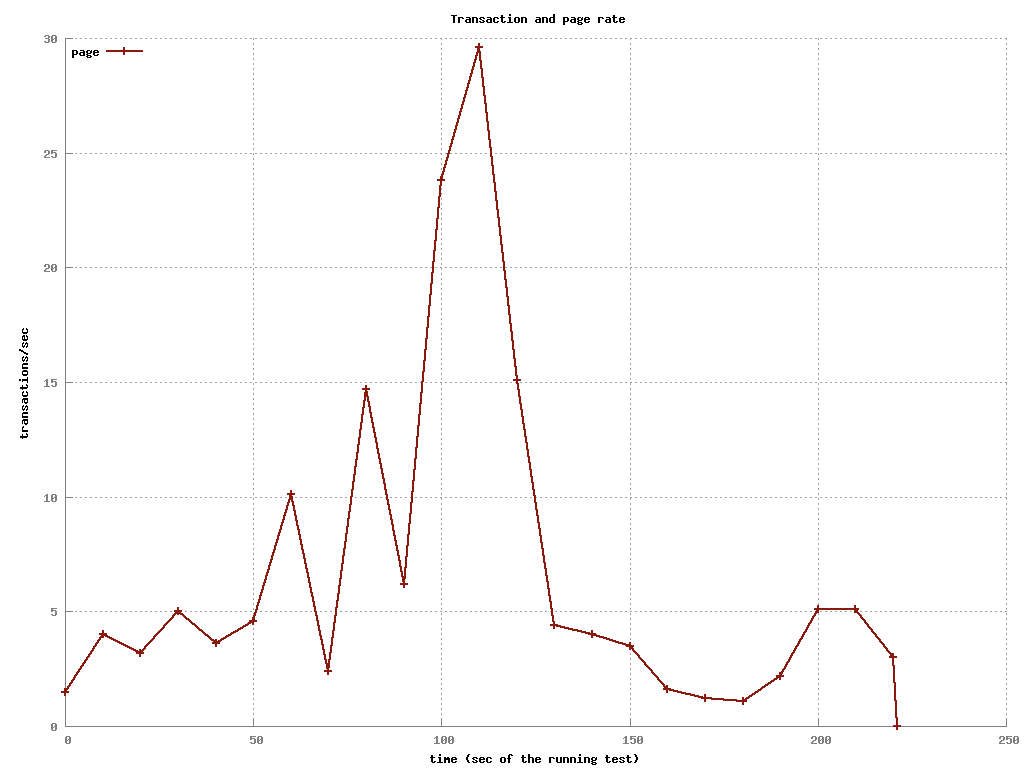 Transaction and page rate
page
30
25
20
15
10
5
0
transactions/sec
0 50 100 150 200 250
time (sec of the running test)